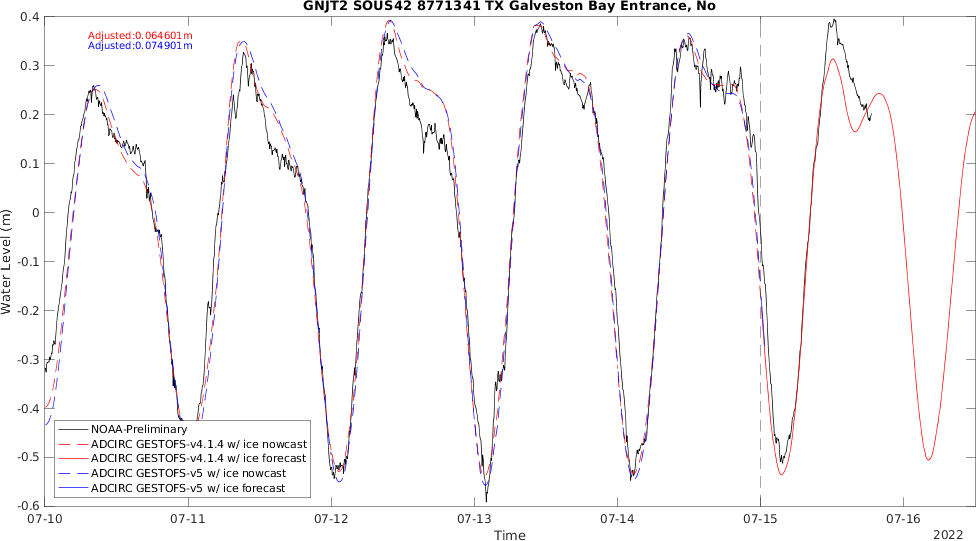 GNJT2 SOUS42 8771341 TX Galveston Bay Entrance, No
Adjusted:0.064601m
Adjusted:0.074901m
0.4
0.3
0.2
0.1
0
-0.1
-0.2
-0.3
-0.4
-0.5
-0.6
Water Level (m)
NOAA-Preliminary
ADCIRC GESTOFS-v4.1.4 w/ ice nowcast
ADCIRC GESTOFS-v4.1.4 w/ ice forecast
ADCIRC GESTOFS-v5 w/ ice nowcast
ADCIRC GESTOFS-v5 w/ ice forecast
07-10 07-11 07-12 07-13 07-14 07-15 07-16
Time
2022